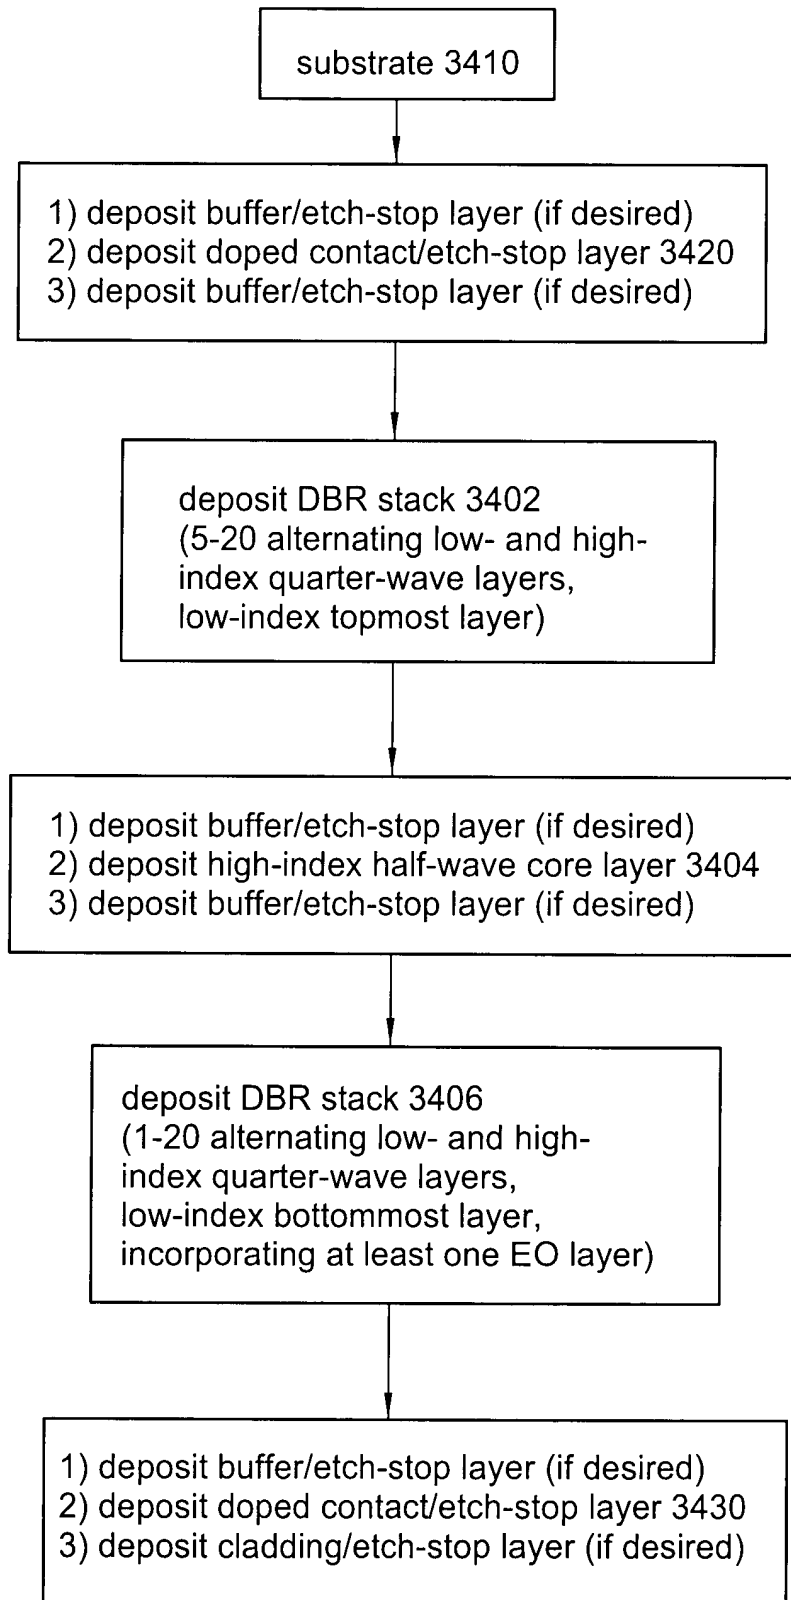 substrate 3410
1) deposit buffer/etch-stop layer (if desired)
2) deposit doped contact/etch-stop layer 3420
3) deposit buffer/etch-stop layer (if desired)
deposit DBR stack 3402
(5-20 alternating low- and high-
index quarter-wave layers,
low-index topmost layer)
1) deposit buffer/etch-stop layer (if desired)
2) deposit high-index half-wave core layer 3404
3) deposit buffer/etch-stop layer (if desired)
deposit DBR stack 3406
(1-20 alternating low- and high-
index quarter-wave layers,
low-index bottommost layer,
incorporating at least one EO layer)
1) deposit buffer/etch-stop layer (if desired)
2) deposit doped contact/etch-stop layer 3430
3) deposit cladding/etch-stop layer (if desired)